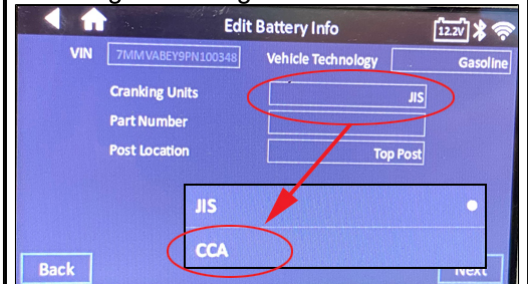 Edit Battery Info
12.2V
VIN 7MMVABEY9PN100348 Vehicle Technology Gasoline
Cranking Units JIS
Part Number
Post Location Top Post
JIS
CCA
Back Next